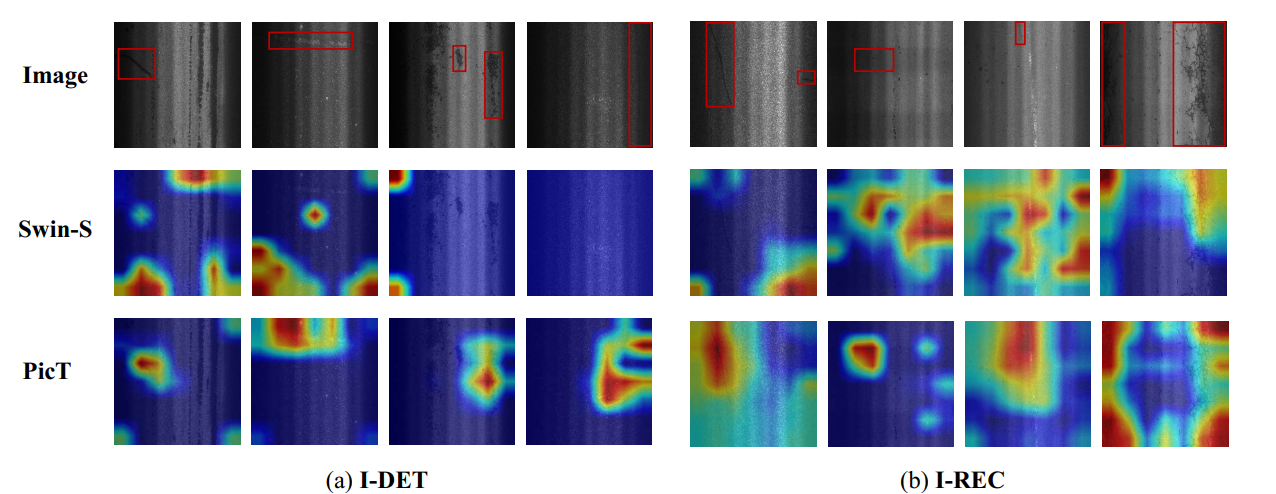 Image
Swin-S
PicT
(a) I-DET
(b) I-REC